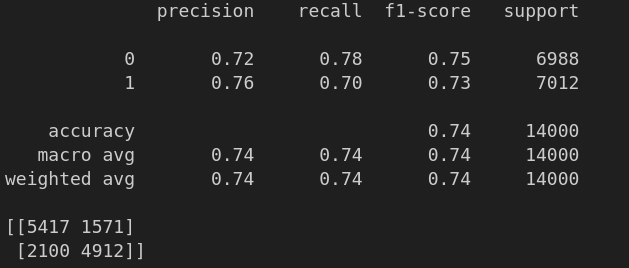 precision recall f1-score support
0 0.72 0.78 0.75 6988
1 0.76 0.70 0.73 7012
accuracy 0.74 14000
macro avg 0.74 0.74 0.74 14000
weighted avg 0.74 0.74 0.74 14000
[[5417 1571]
[2100 4912]]